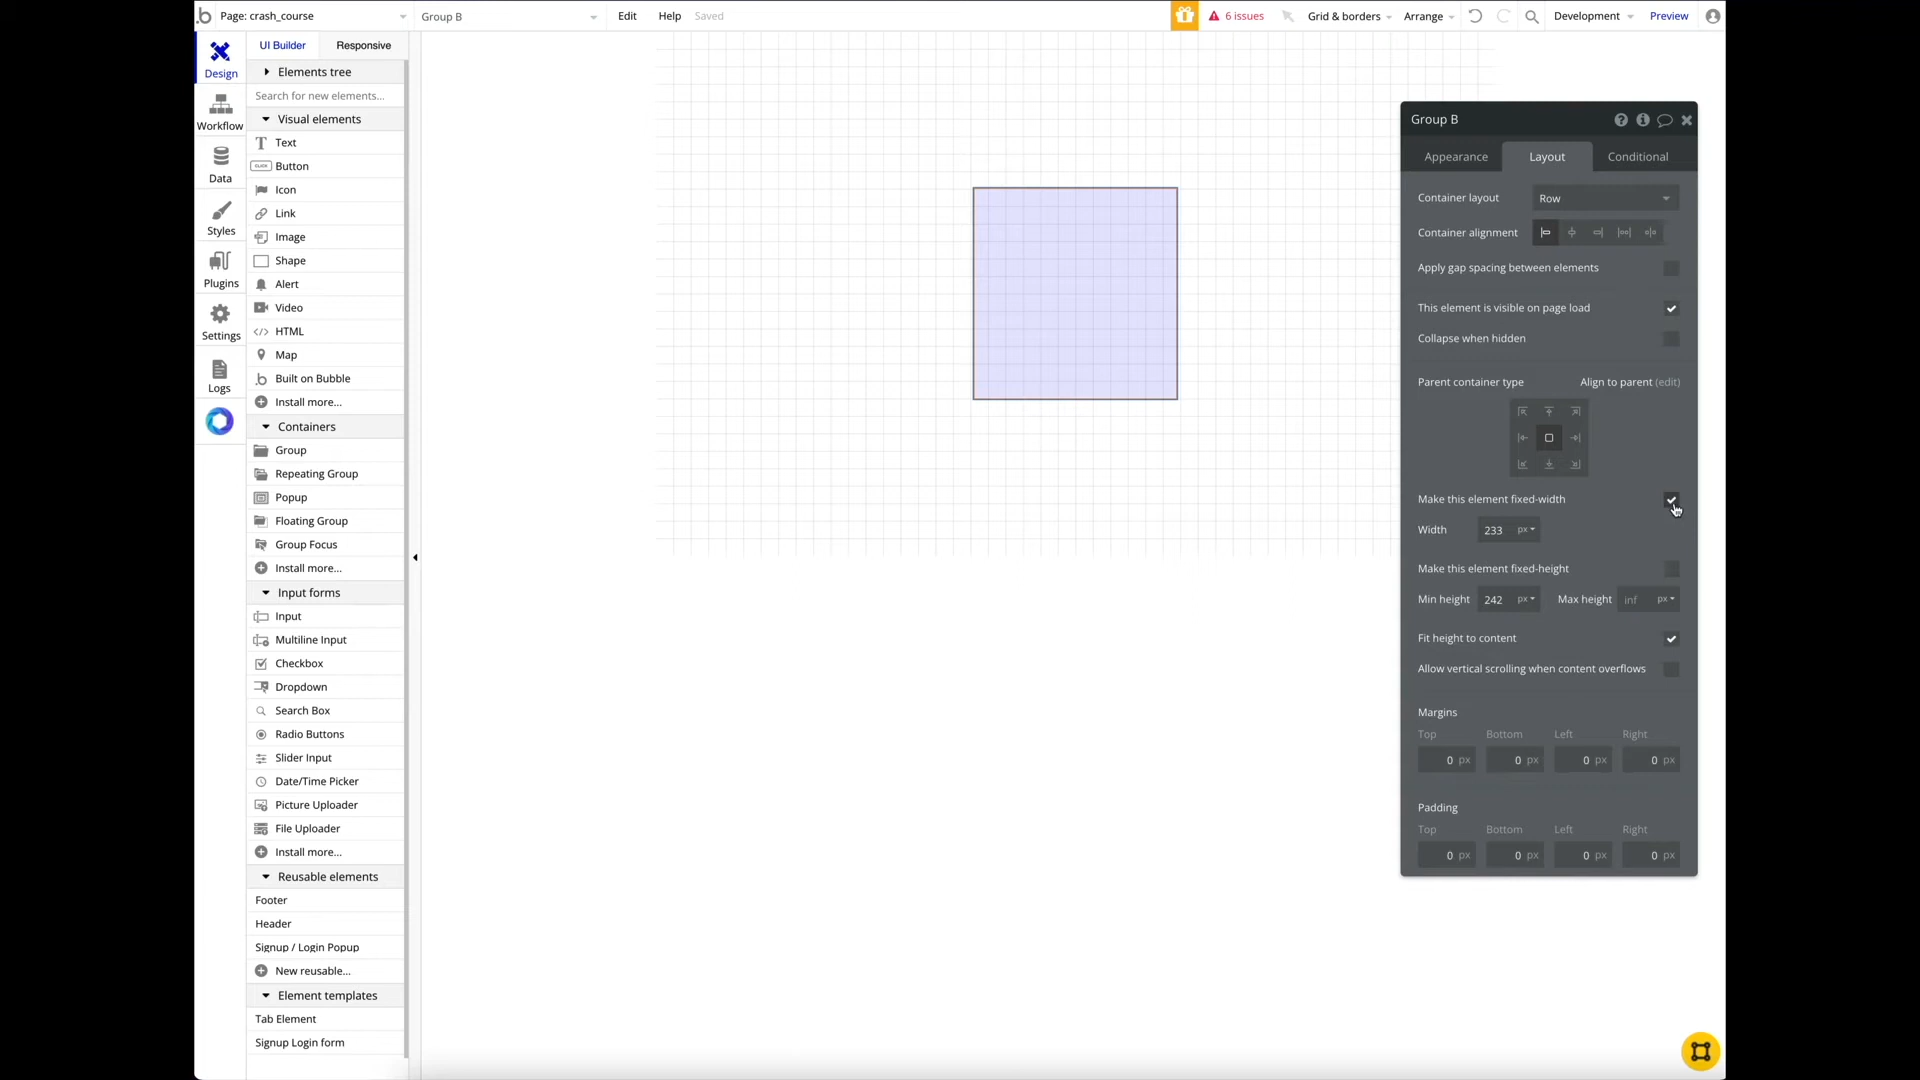 Page: crash_course
Group B
Edit
Help
Saved
6 issues
Grid & borders
Arrange
Development
Preview
Design
Workflow
Data
Styles
Plugins
Settings
Logs
UI Builder
Responsive
Elements tree
Search for new elements...
Visual elements
Text
CLICK Button
Icon
Link
Image
Shape
Alert
Video
HTML
Map
Built on Bubble
Install more...
Containers
Group
Repeating Group
Popup
Floating Group
Group Focus
Install more...
Input forms
Input
Multiline Input
Checkbox
Dropdown
Search Box
Radio Buttons
Slider Input
Date/Time Picker
Picture Uploader
File Uploader
Install more...
Reusable elements
Footer
Header
Signup / Login Popup
New reusable...
Element templates
Tab Element
Signup Login form
Group B
Appearance
Layout
Conditional
Container layout
Row
Container alignment
Apply gap spacing between elements
This element is visible on page load
Collapse when hidden
Parent container type
Align to parent (edit)
Make this element fixed-width
Width 233 px
Make this element fixed-height
Min height 242 px Max height inf px
Fit height to content
Allow vertical scrolling when content overflows
Margins
Top Bottom Left Right
0 px 0 px 0 px 0 px
Padding
Top Bottom Left Right
0 px 0 px 0 px 0 px